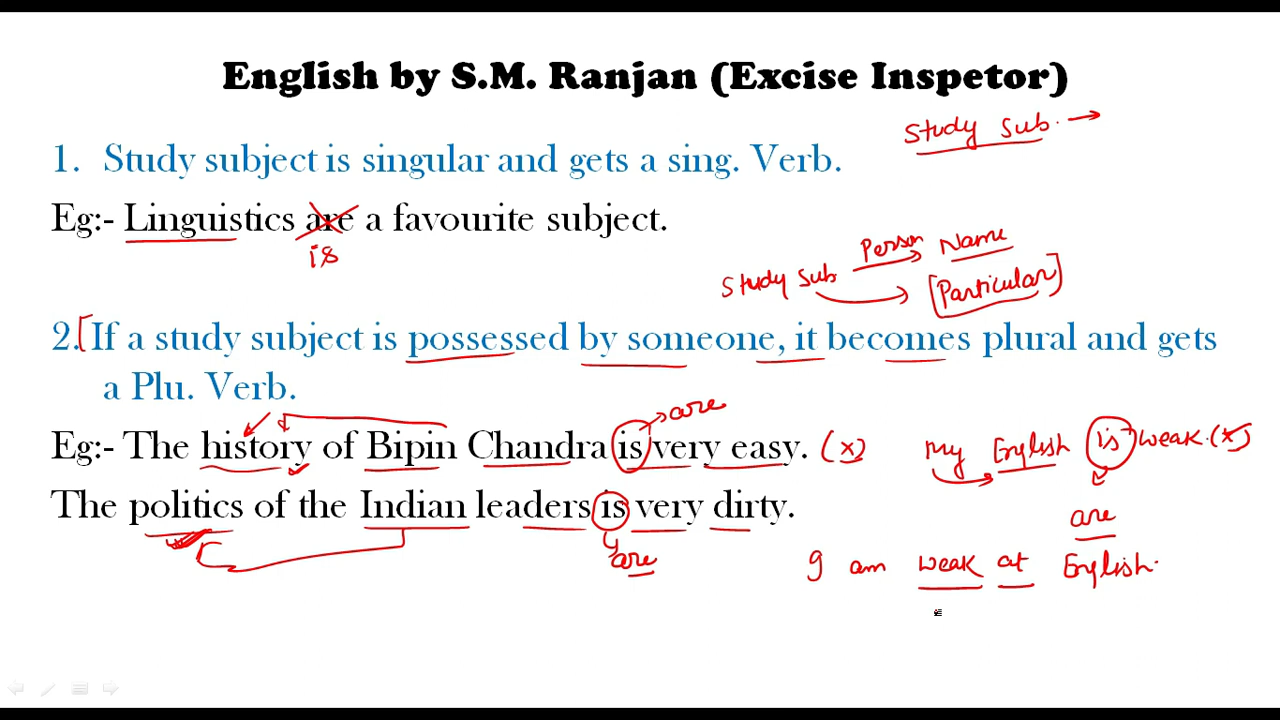 English by S.M. Ranjan (Excise Inspetor)
Study Sub. →
1. Study subject is singular and gets a sing. Verb.
Eg:- Linguistics are a favourite subject.
is
Person Name
Study Sub [Particular]
2. [If a study subject is possessed by someone, it becomes plural and gets
a Plu. Verb.
are
Eg:- The history of Bipin Chandra is very easy. (x) my English is weak. (x)
are
The politics of the Indian leaders is very dirty.
are
I am weak at English.